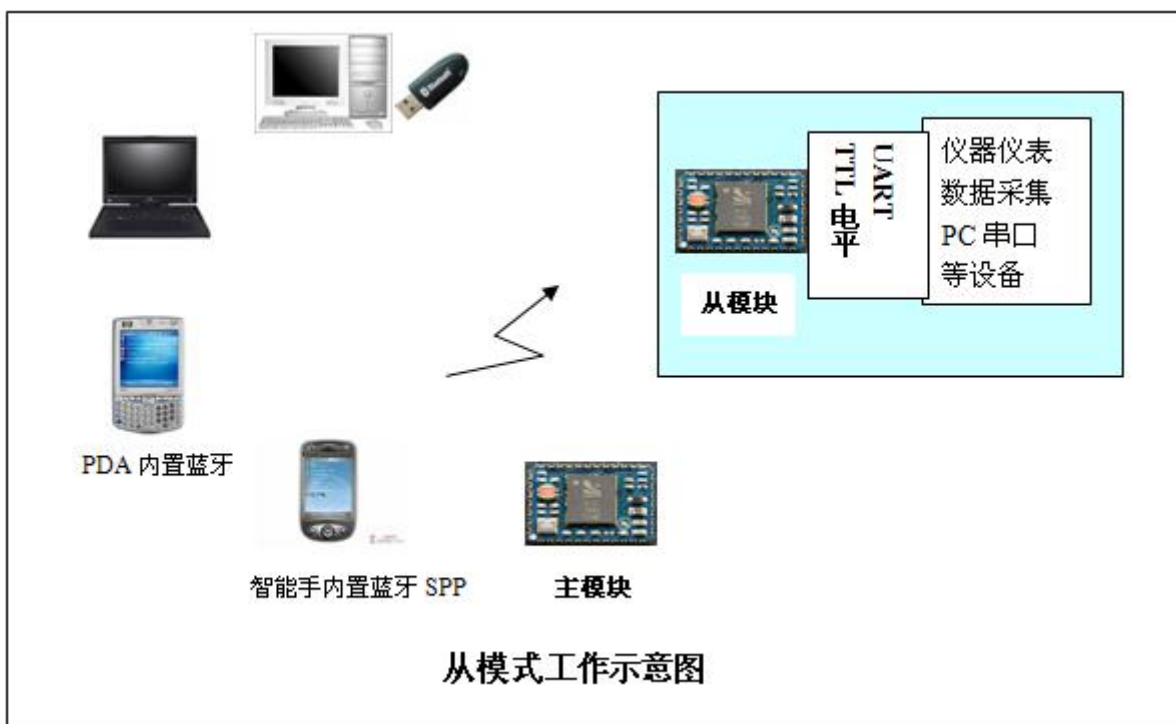 Bluetooth
UART
TTL 电平
仪器仪表
数据采集
PC 串口
等设备
从模块
PDA 内置蓝牙
智能手内置蓝牙 SPP
主模块
从模式工作示意图